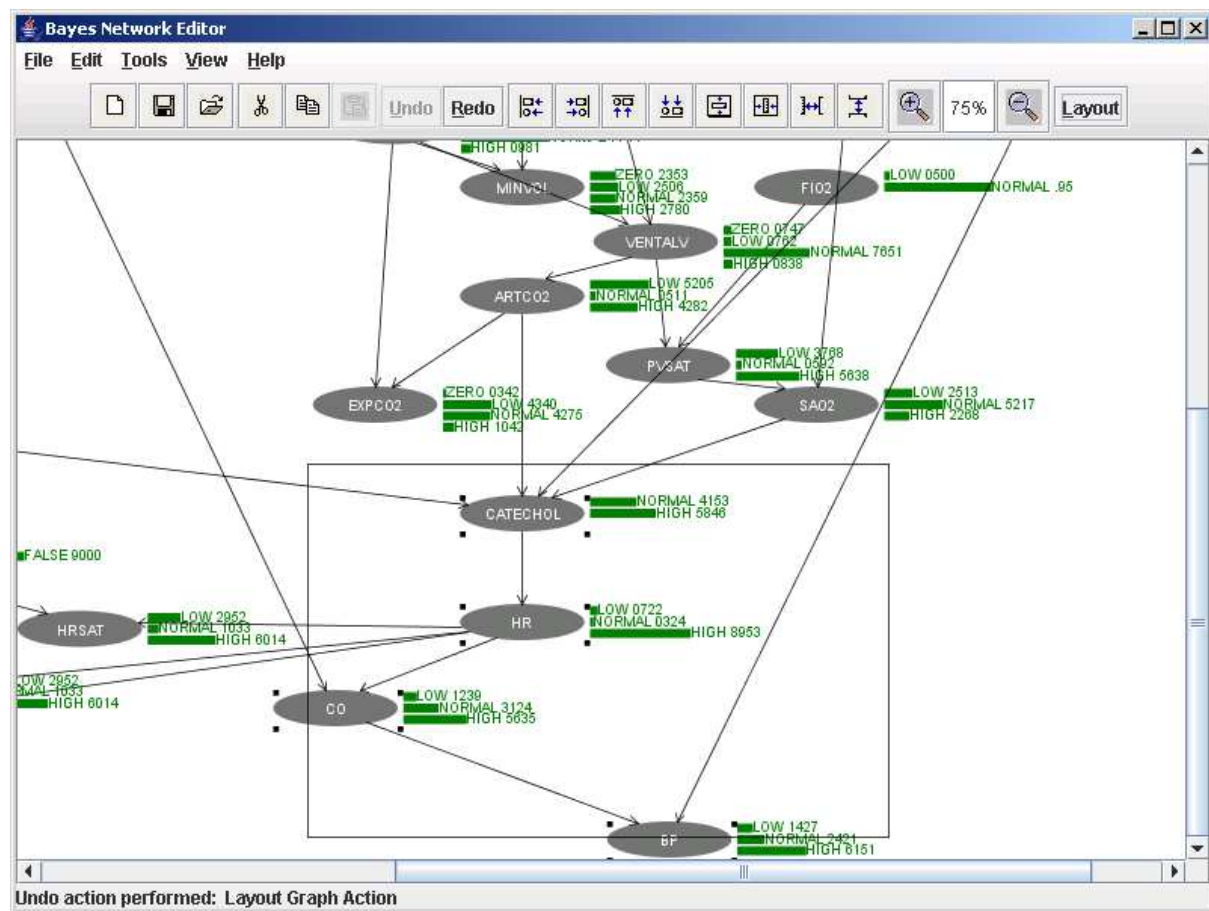 Bayes Network Editor
File Edit Tools View Help
Undo Redo 75% Layout
HIGH 0981
MINVOL
ZERO 2353
LOW 2506
NORMAL 2359
HIGH 2780
FIO2
LOW 0500
NORMAL .95
VENTALV
ZERO 0747
LOW 0762
NORMAL 7651
HIGH 0838
ARTCO2
LOW 5205
NORMAL 0511
HIGH 4282
PVSAT
LOW 3768
NORMAL 0592
HIGH 5638
EXPCO2
ZERO 0342
LOW 4340
NORMAL 4275
HIGH 1042
SAO2
LOW 2513
NORMAL 5217
HIGH 2268
CATECHOL
NORMAL 4153
HIGH 5846
FALSE 9000
HR
LOW 0722
NORMAL 0324
HIGH 8953
HRSAT
LOW 2952
NORMAL 1033
HIGH 6014
LOW 2952
RMAL 1033
HIGH 6014
CO
LOW 1239
NORMAL 3124
HIGH 5635
BP
LOW 1427
NORMAL 2421
HIGH 6151
Undo action performed: Layout Graph Action